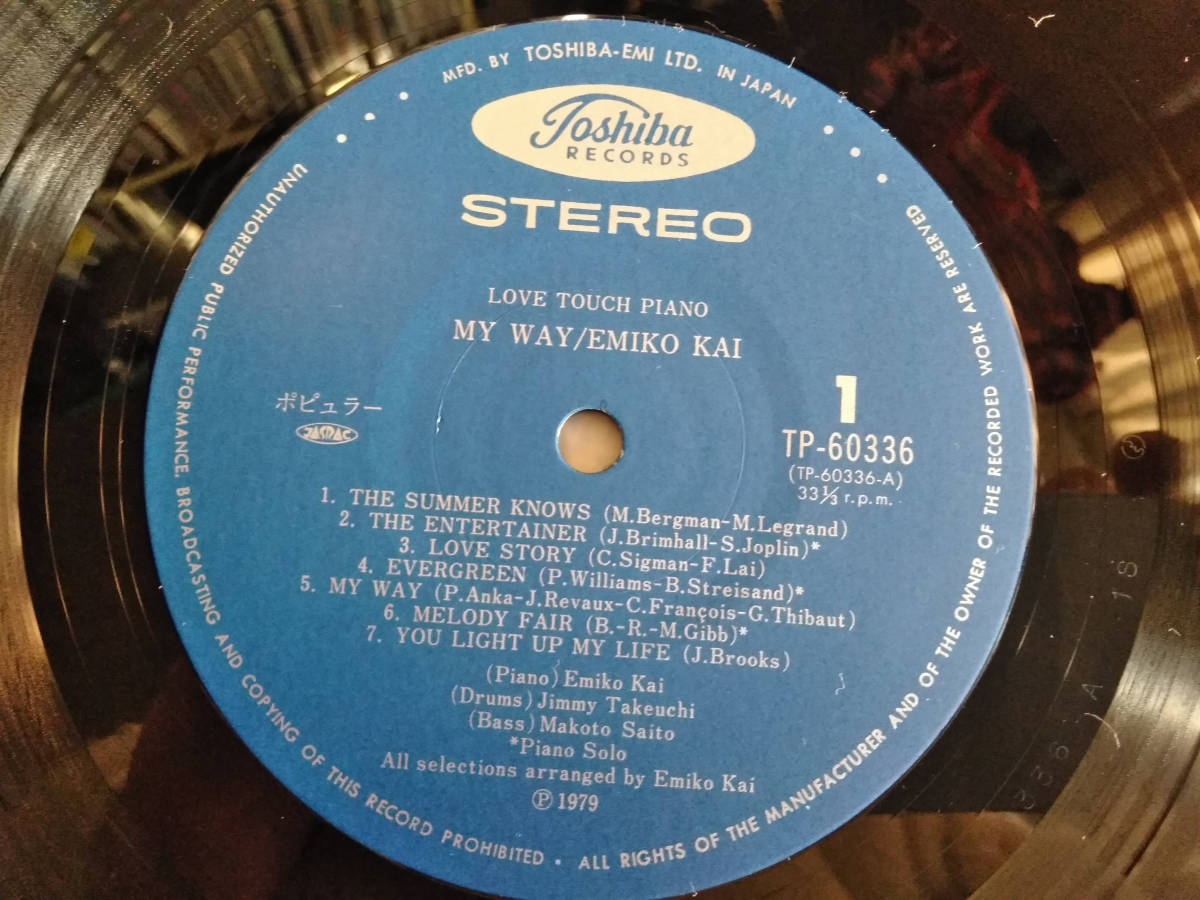 MFD. BY TOSHIBA-EMI LTD. IN JAPAN
Toshiba
RECORDS
STEREO
LOVE TOUCH PIANO
MY WAY/EMIKO KAI
ポピュラー
JASRAC
1
TP-60336
(TP-60336-A)
33⅓ r.p.m.
1. THE SUMMER KNOWS (M.Bergman-M.Legrand)
2. THE ENTERTAINER (J.Brimhall-S.Joplin)*
3. LOVE STORY (C.Sigman-F.Lai)
4. EVERGREEN (P.Williams-B.Streisand)*
5. MY WAY (P.Anka-J.Revaux-C.François-G.Thibaut)
6. MELODY FAIR (B.-R.-M.Gibb)*
7. YOU LIGHT UP MY LIFE (J.Brooks)
(Piano) Emiko Kai
(Drums) Jimmy Takeuchi
(Bass) Makoto Saito
*Piano Solo
All selections arranged by Emiko Kai
Ⓟ 1979
UNAUTHORIZED PUBLIC PERFORMANCE, BROADCASTING AND COPYING OF THIS RECORD PROHIBITED • ALL RIGHTS OF THE MANUFACTURER AND OF THE OWNER OF THE RECORDED WORK ARE RESERVED
336 A 1S